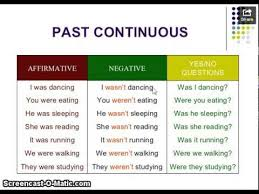 Share
PAST CONTINUOUS
AFFIRMATIVE NEGATIVE YES/NO QUESTIONS
I was dancing I wasn't dancing Was I dancing?
You were eating You weren't eating Were you eating?
He was sleeping He wasn't sleeping Was he sleeping?
She was reading She wasn't reading Was she reading?
It was running It wasn't running Was it running?
We were walking We weren't walking Were we walking?
They were studying They weren't studying Were they studying?
Screencast-O-Matic.com